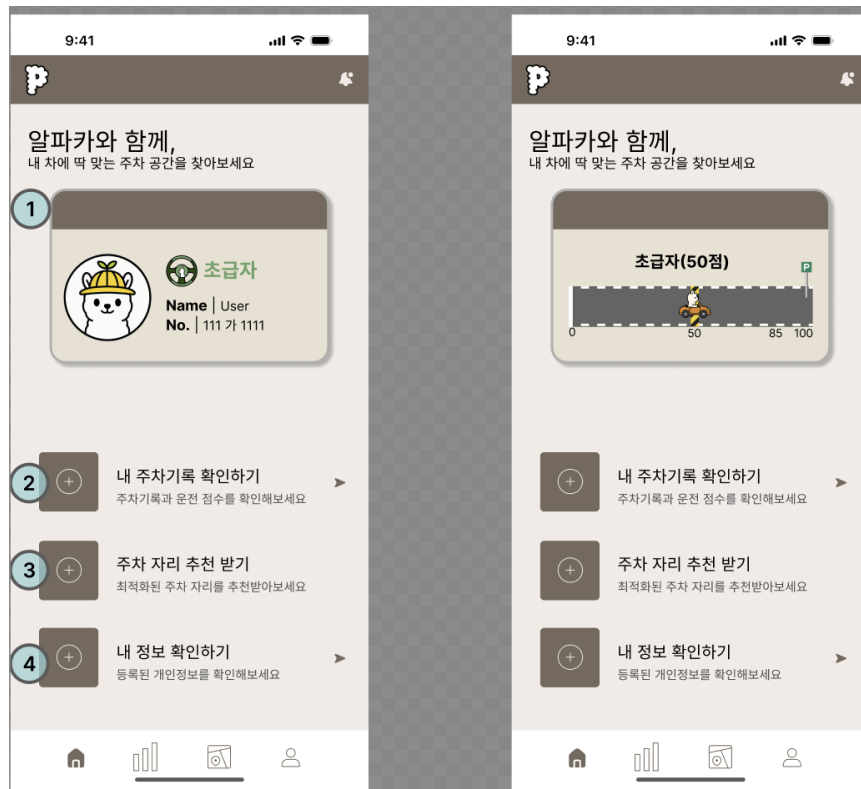 9:41
P
알파카와 함께,
내 차에 딱 맞는 주차 공간을 찾아보세요
1
초급자
Name | User
No. | 111 가 1111
2
내 주차기록 확인하기
주차기록과 운전 점수를 확인해보세요
3
주차 자리 추천 받기
최적화된 주차 자리를 추천받아보세요
4
내 정보 확인하기
등록된 개인정보를 확인해보세요
9:41
P
알파카와 함께,
내 차에 딱 맞는 주차 공간을 찾아보세요
초급자(50점)
P
0 50 85 100
내 주차기록 확인하기
주차기록과 운전 점수를 확인해보세요
주차 자리 추천 받기
최적화된 주차 자리를 추천받아보세요
내 정보 확인하기
등록된 개인정보를 확인해보세요